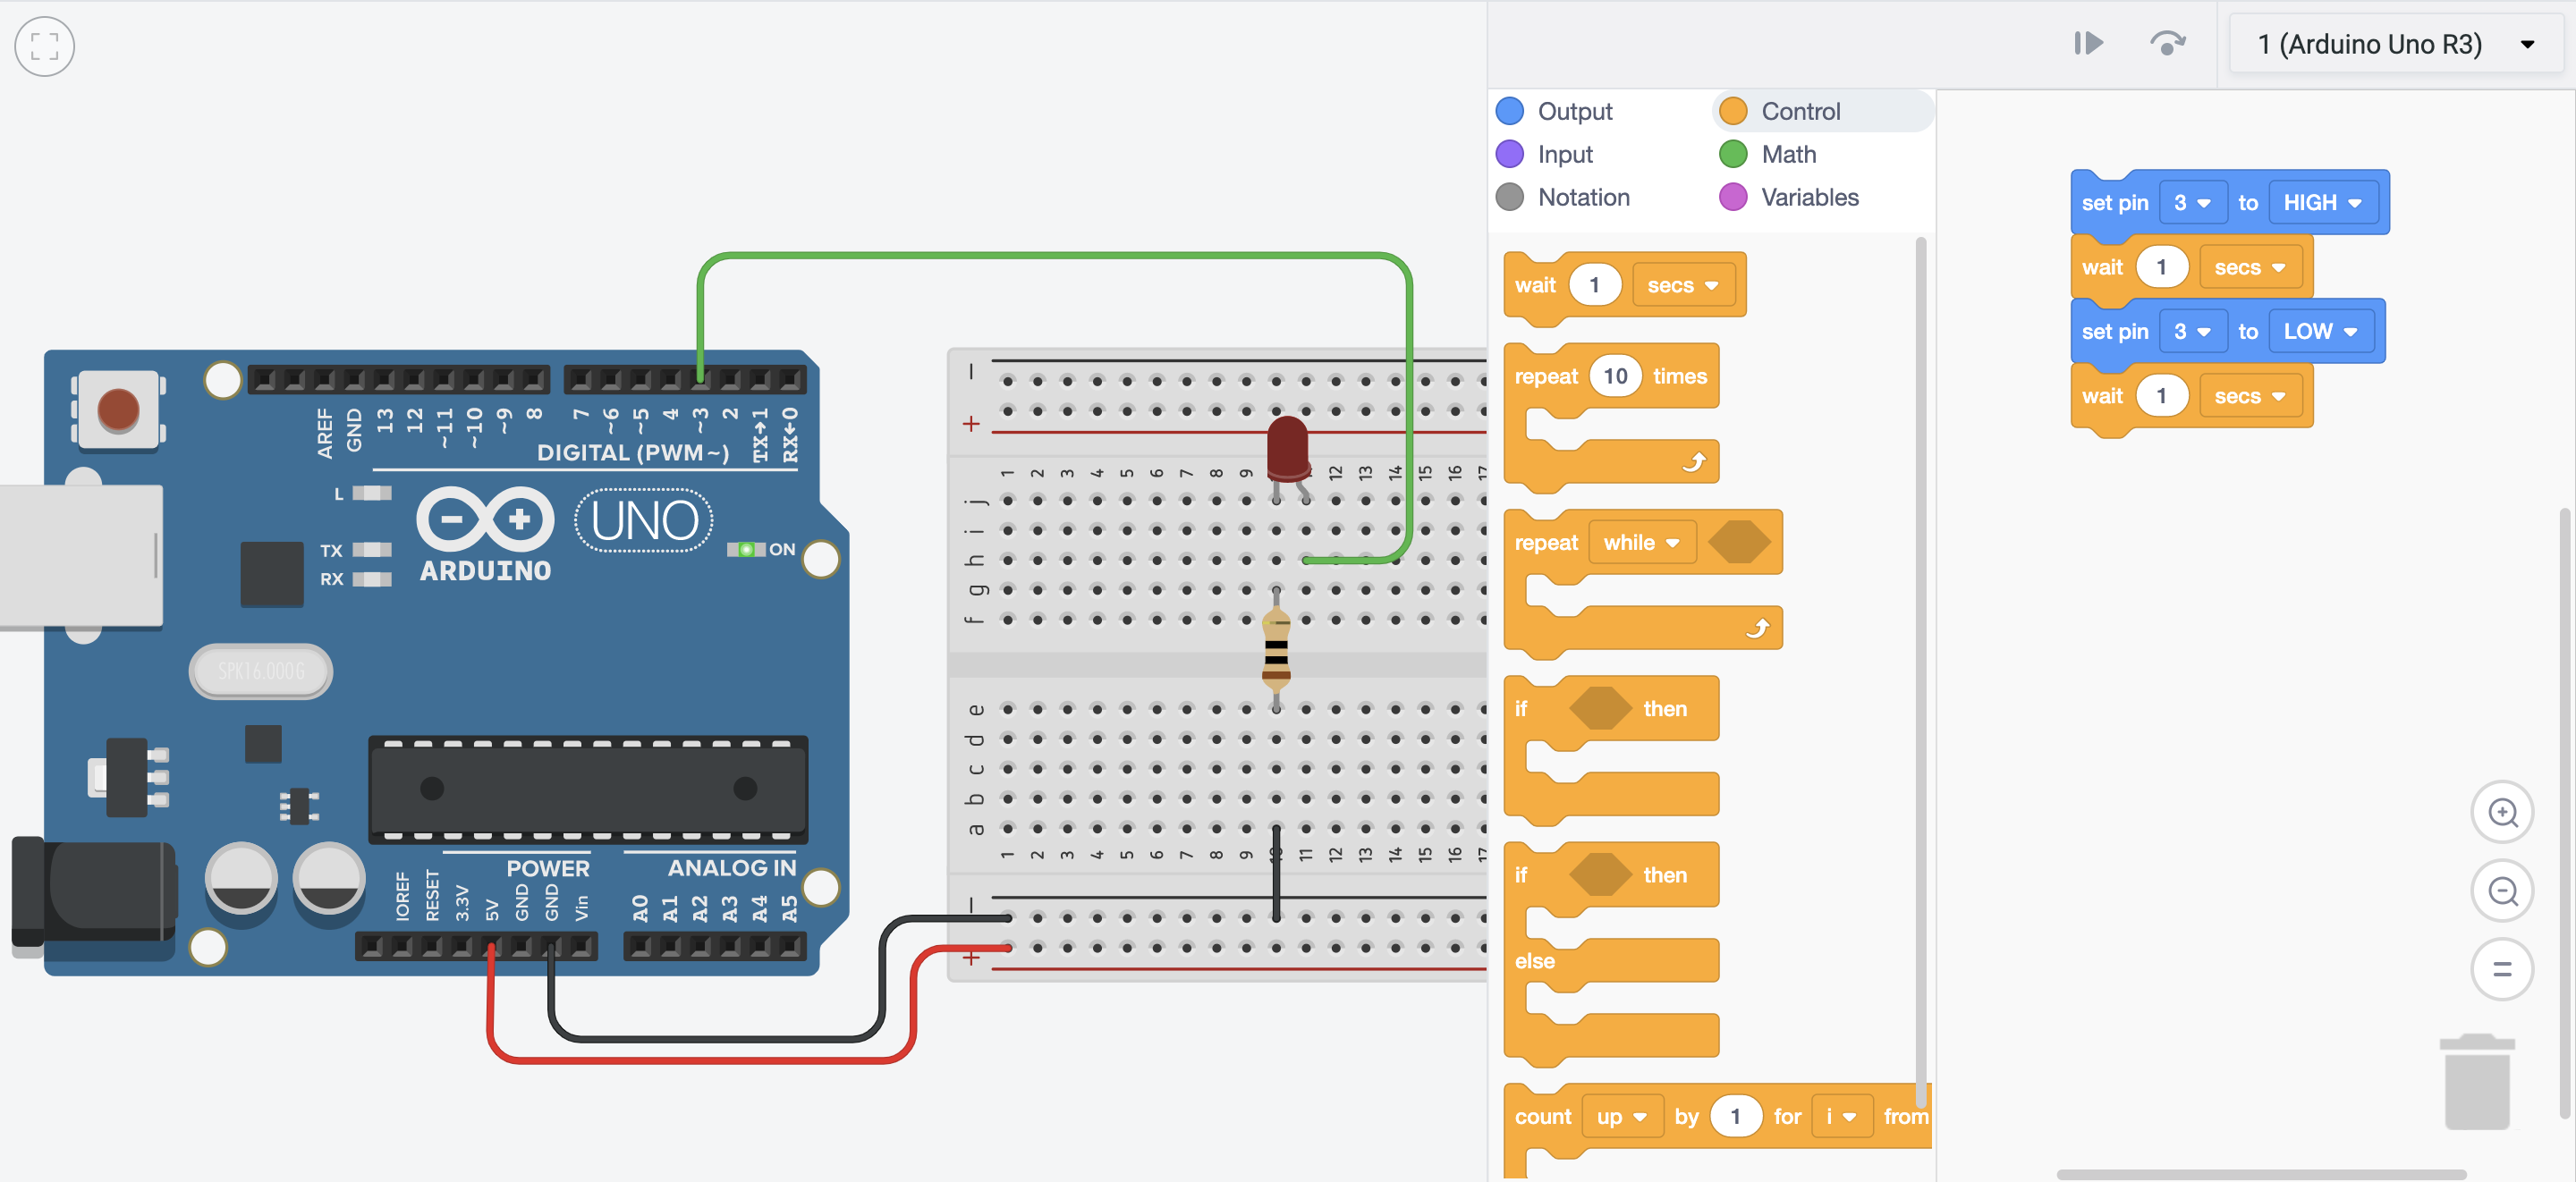 1 (Arduino Uno R3)
Output
Control
Input
Math
Notation
Variables
wait 1 secs
repeat 10 times
repeat while
if then
if then
else
count up by 1 for i from
set pin 3 to HIGH
wait 1 secs
set pin 3 to LOW
wait 1 secs
AREF GND 13 12 ~11 ~10 ~9 8 7 ~6 ~5 4 ~3 2 TX→1 RX←0
DIGITAL (PWM ~)
L
TX
RX
UNO
ARDUINO
ON
SPK16.000G
POWER
ANALOG IN
IOREF RESET 3.3V 5V GND GND Vin A0 A1 A2 A3 A4 A5
−
+
1 2 3 4 5 6 7 8 9 12 13 14 15 16 17
j
i
h
g
f
e
d
c
b
a
1 2 3 4 5 6 7 8 9 10 11 12 13 14 15 16 17
−
+